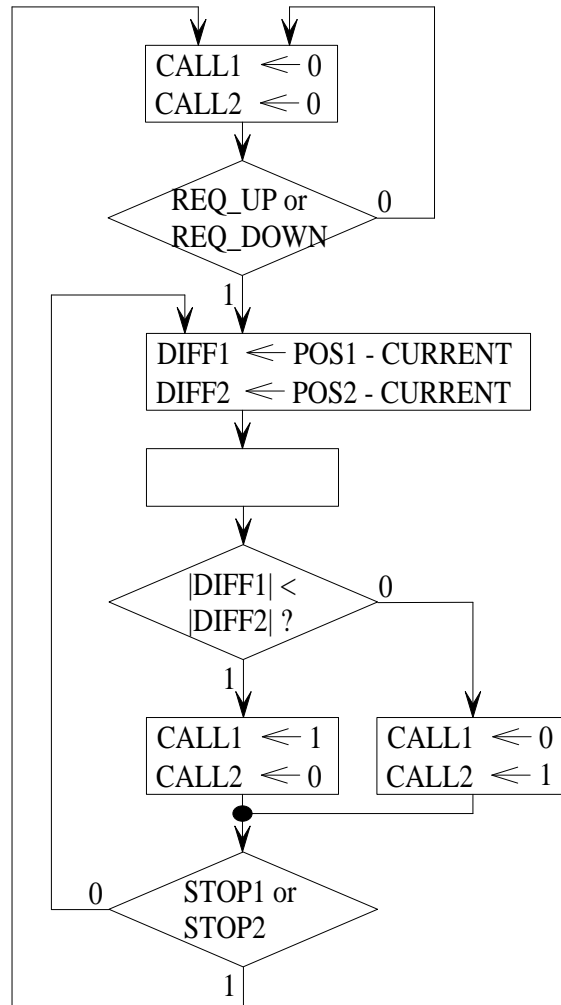 CALL1 ← 0
CALL2 ← 0
REQ_UP or
REQ_DOWN
0
1
DIFF1 ← POS1 - CURRENT
DIFF2 ← POS2 - CURRENT
|DIFF1| <
|DIFF2| ?
0
1
CALL1 ← 1
CALL2 ← 0
CALL1 ← 0
CALL2 ← 1
STOP1 or
STOP2
0
1